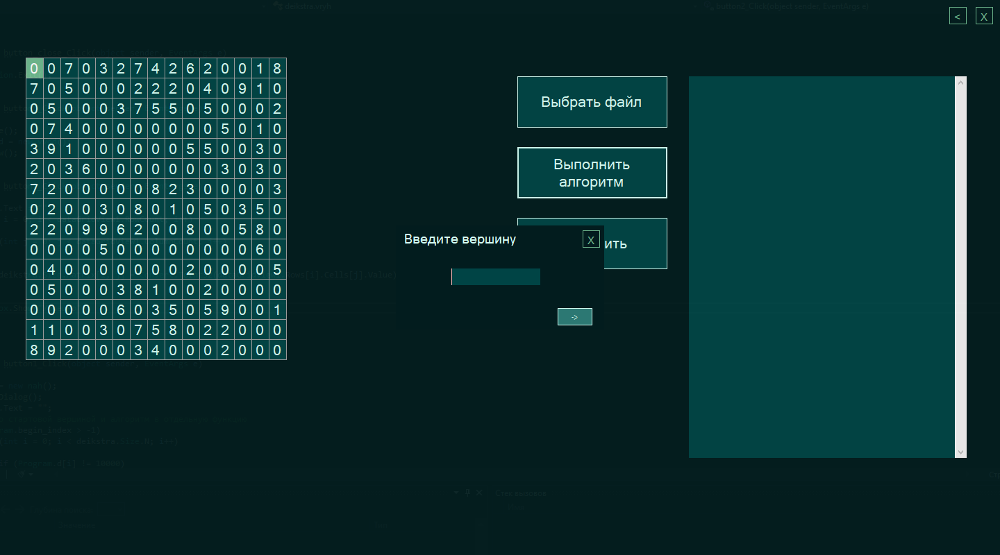 deikstra.vryh
button2_Click(object sender, EventArgs e)
<
X
0 0 7 0 3 2 7 4 2 6 2 0 0 1 8
7 0 5 0 0 0 2 2 2 0 4 0 9 1 0
0 5 0 0 0 3 7 5 5 0 5 0 0 0 2
0 7 4 0 0 0 0 0 0 0 0 5 0 1 0
3 9 1 0 0 0 0 0 0 5 5 0 0 3 0
2 0 3 6 0 0 0 0 0 0 0 3 0 3 0
7 2 0 0 0 0 0 8 2 3 0 0 0 0 3
0 2 0 0 3 0 8 0 1 0 5 0 3 5 0
2 2 0 9 9 6 2 0 0 8 0 0 5 8 0
0 0 0 0 5 0 0 0 0 0 0 0 0 6 0
0 4 0 0 0 0 0 0 0 2 0 0 0 0 5
0 5 0 0 0 3 8 1 0 0 2 0 0 0 0
0 0 0 0 0 6 0 3 5 0 5 9 0 0 1
1 1 0 0 3 0 7 5 8 0 2 2 0 0 0
8 9 2 0 0 0 3 4 0 0 0 2 0 0 0
Выбрать файл
Выполнить
алгоритм
ить
Введите вершину
X
->
Стек вызовов